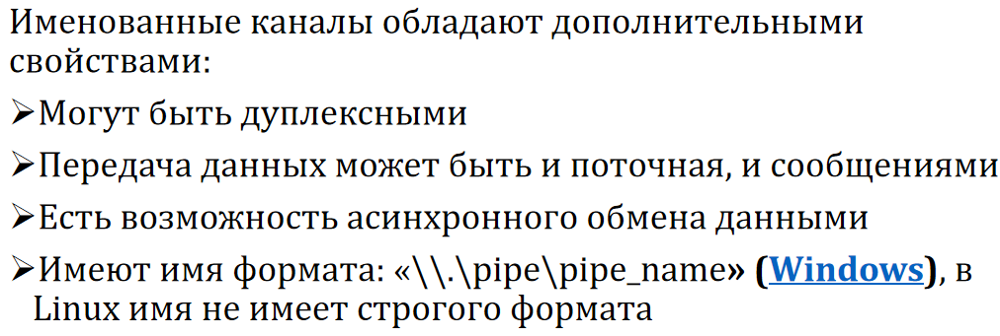 Именованные каналы обладают дополнительными
свойствами:
➢Могут быть дуплексными
➢Передача данных может быть и поточная, и сообщениями
➢Есть возможность асинхронного обмена данными
➢Имеют имя формата: «\\.\pipe\pipe_name» (Windows), в
Linux имя не имеет строгого формата